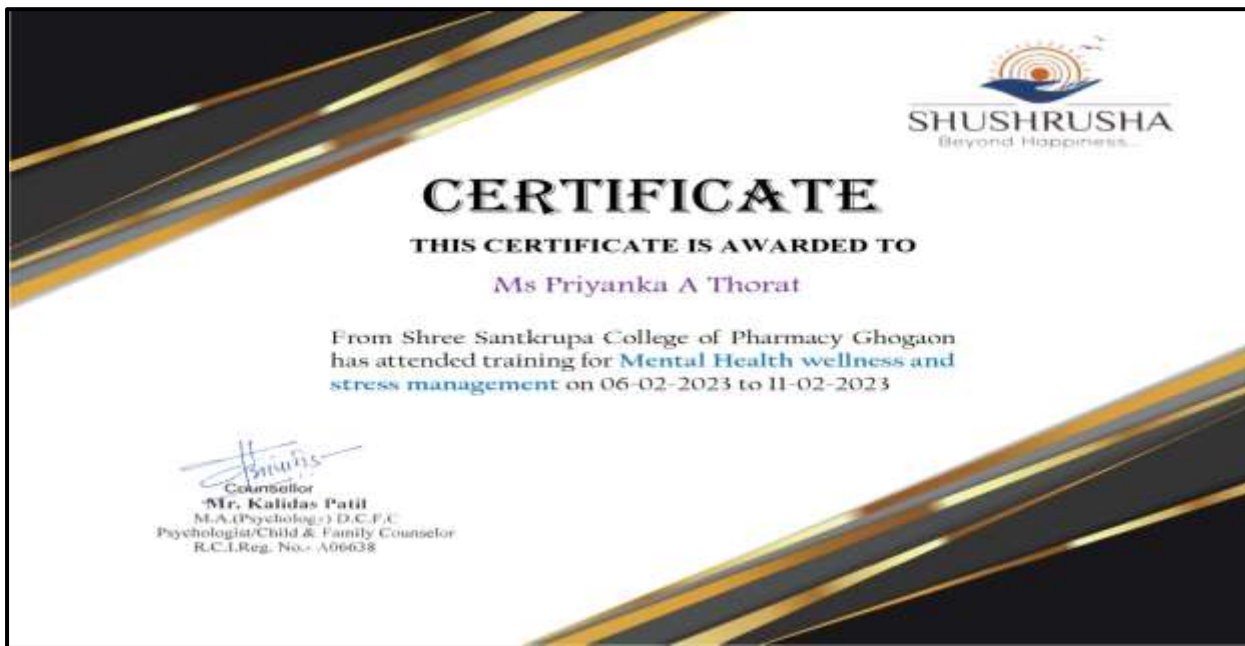 SHUSHRUSHA
Beyond Happiness...
CERTIFICATE
THIS CERTIFICATE IS AWARDED TO
Ms Priyanka A Thorat
From Shree Santkrupa College of Pharmacy Ghogaon
has attended training for Mental Health wellness and
stress management on 06-02-2023 to 11-02-2023
Counsellor
Mr. Kalidas Patil
M.A.(Psychology) D.C.F.C
Psychologist/Child & Family Counselor
R.C.I.Reg. No.- A06638